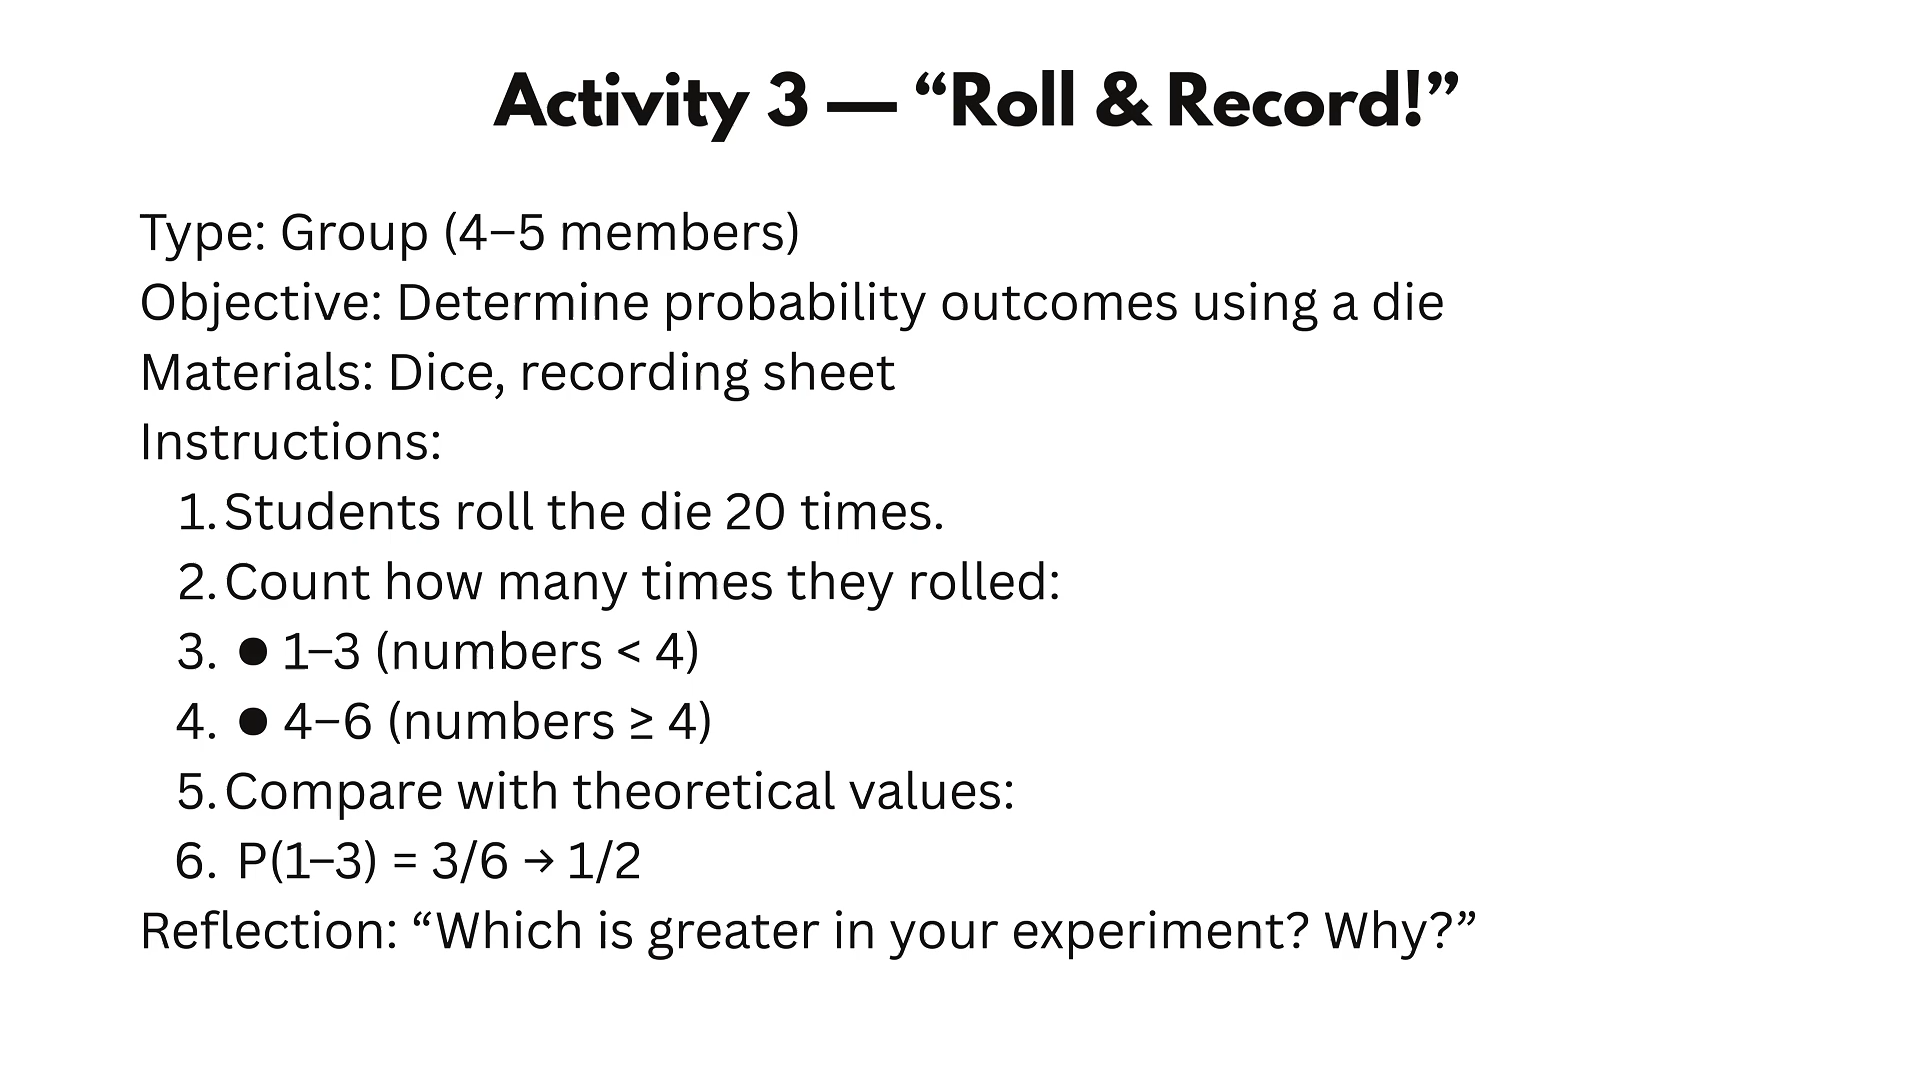 Activity 3 — “Roll & Record!”
Type: Group (4–5 members)
Objective: Determine probability outcomes using a die
Materials: Dice, recording sheet
Instructions:
1. Students roll the die 20 times.
2. Count how many times they rolled:
3. ● 1–3 (numbers < 4)
4. ● 4–6 (numbers ≥ 4)
5. Compare with theoretical values:
6. P(1–3) = 3/6 → 1/2
Reflection: “Which is greater in your experiment? Why?”